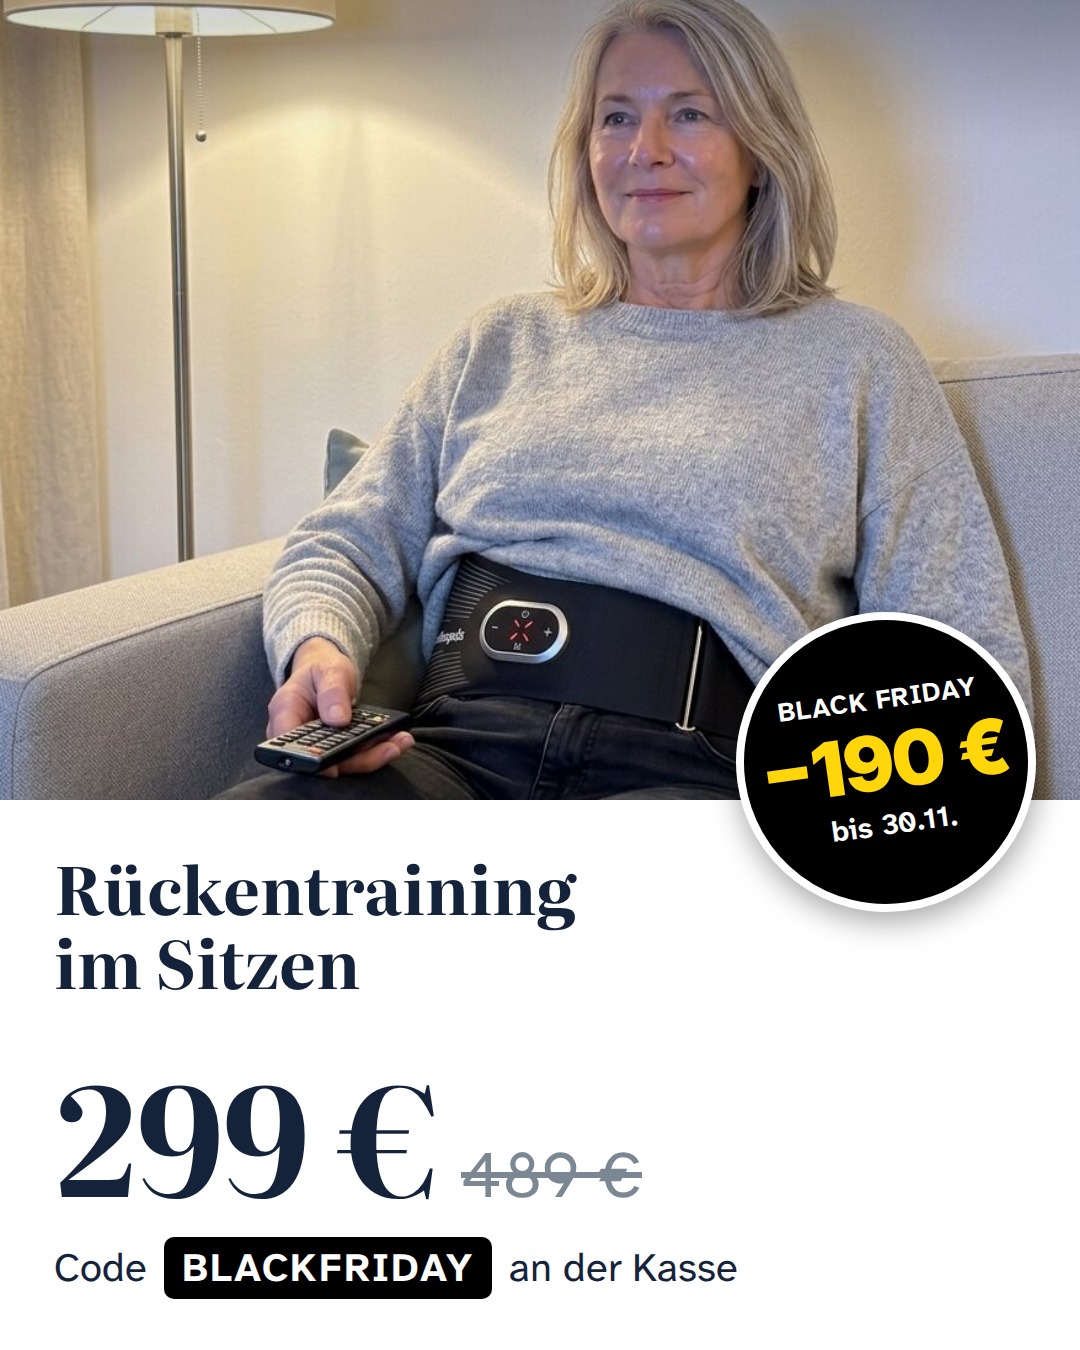 BLACK FRIDAY
−190 €
bis 30.11.
Rückentraining
im Sitzen
299 € 489 €
Code BLACKFRIDAY an der Kasse